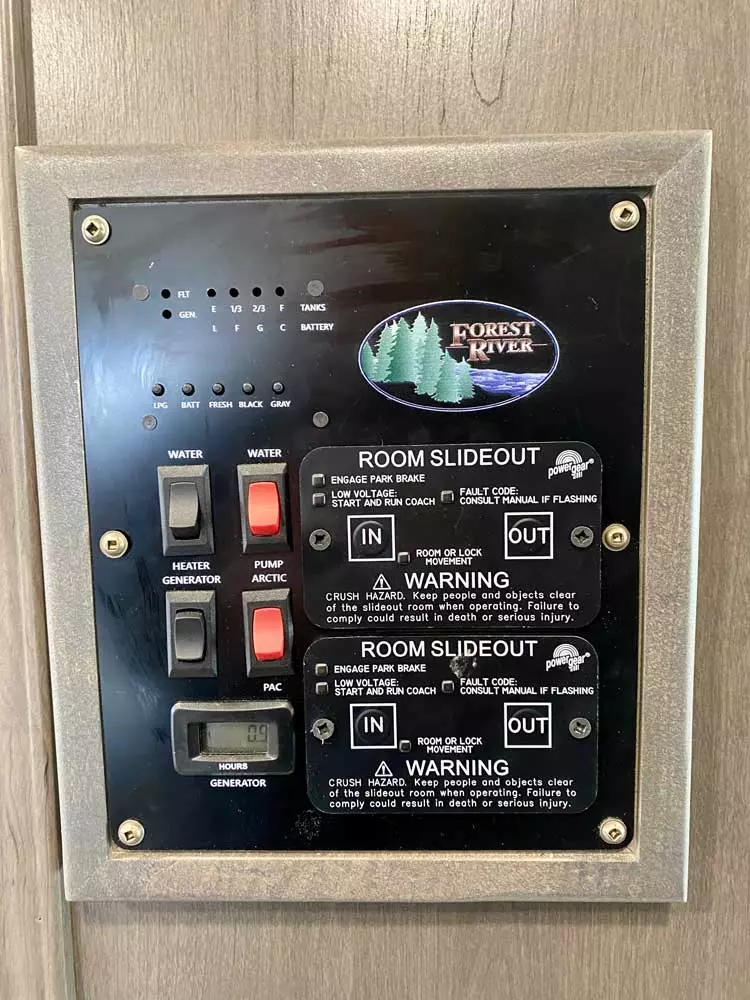 FLT E 1/3 2/3 F TANKS
GEN. L F G C BATTERY
FOREST
RIVER
LPG BATT FRESH BLACK GRAY
WATER WATER
HEATER PUMP
GENERATOR ARCTIC
PAC
09
HOURS
GENERATOR
ROOM SLIDEOUT
powergear®
ENGAGE PARK BRAKE
LOW VOLTAGE: FAULT CODE:
START AND RUN COACH CONSULT MANUAL IF FLASHING
IN OUT
ROOM OR LOCK
MOVEMENT
WARNING
CRUSH HAZARD. Keep people and objects clear
of the slideout room when operating. Failure to
comply could result in death or serious injury.
ROOM SLIDEOUT
powergear®
ENGAGE PARK BRAKE
LOW VOLTAGE: FAULT CODE:
START AND RUN COACH CONSULT MANUAL IF FLASHING
IN OUT
ROOM OR LOCK
MOVEMENT
WARNING
CRUSH HAZARD. Keep people and objects clear
of the slideout room when operating. Failure to
comply could result in death or serious injury.